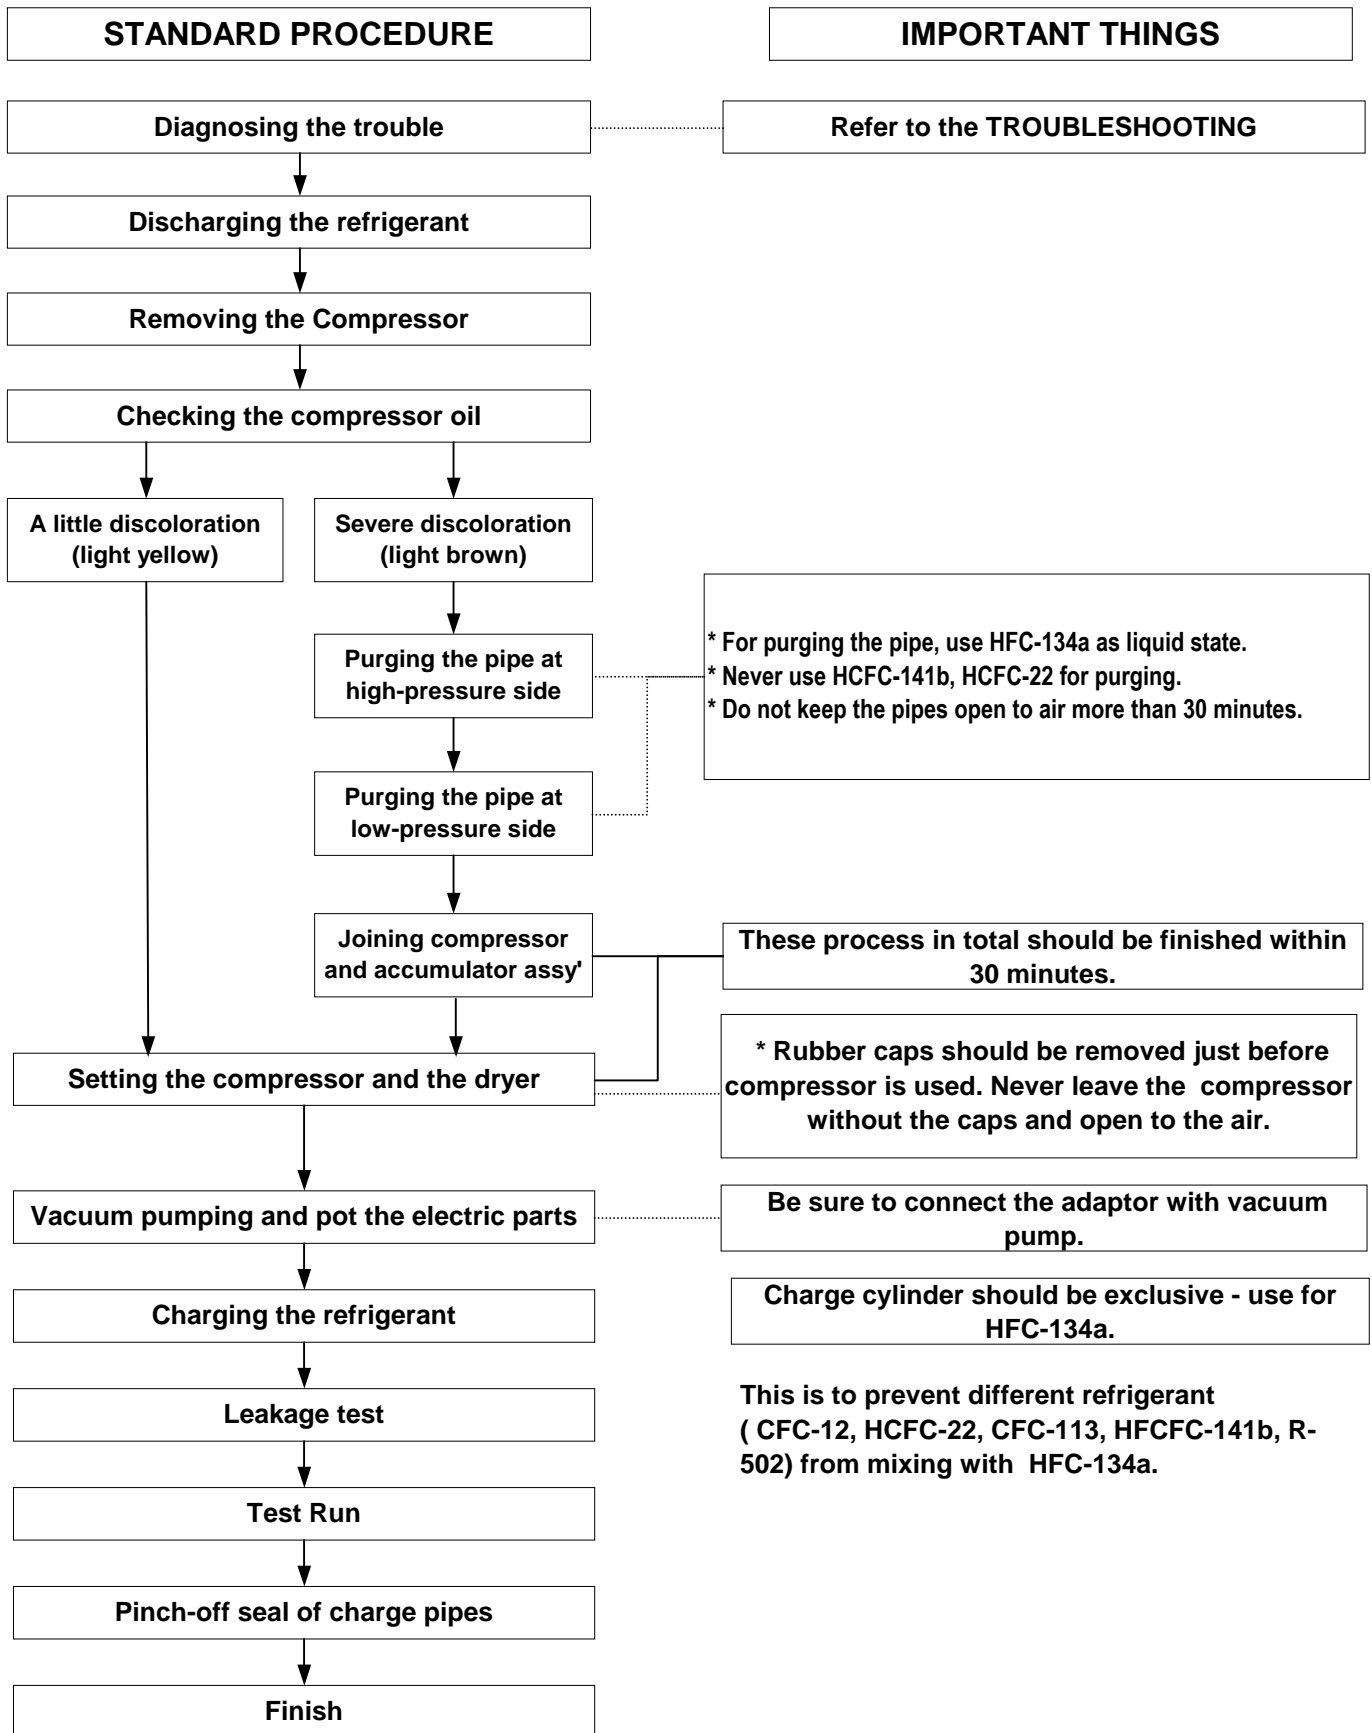 STANDARD PROCEDURE
IMPORTANT THINGS
Diagnosing the trouble
Refer to the TROUBLESHOOTING
Discharging the refrigerant
Removing the Compressor
Checking the compressor oil
A little discoloration
(light yellow)
Severe discoloration
(light brown)
Purging the pipe at
high-pressure side
* For purging the pipe, use HFC-134a as liquid state.
* Never use HCFC-141b, HCFC-22 for purging.
* Do not keep the pipes open to air more than 30 minutes.
Purging the pipe at
low-pressure side
Joining compressor
and accumulator assy'
These process in total should be finished within
30 minutes.
Setting the compressor and the dryer
* Rubber caps should be removed just before
compressor is used. Never leave the compressor
without the caps and open to the air.
Vacuum pumping and pot the electric parts
Be sure to connect the adaptor with vacuum
pump.
Charging the refrigerant
Charge cylinder should be exclusive - use for
HFC-134a.
This is to prevent different refrigerant
( CFC-12, HCFC-22, CFC-113, HFCFC-141b, R-
502) from mixing with HFC-134a.
Leakage test
Test Run
Pinch-off seal of charge pipes
Finish